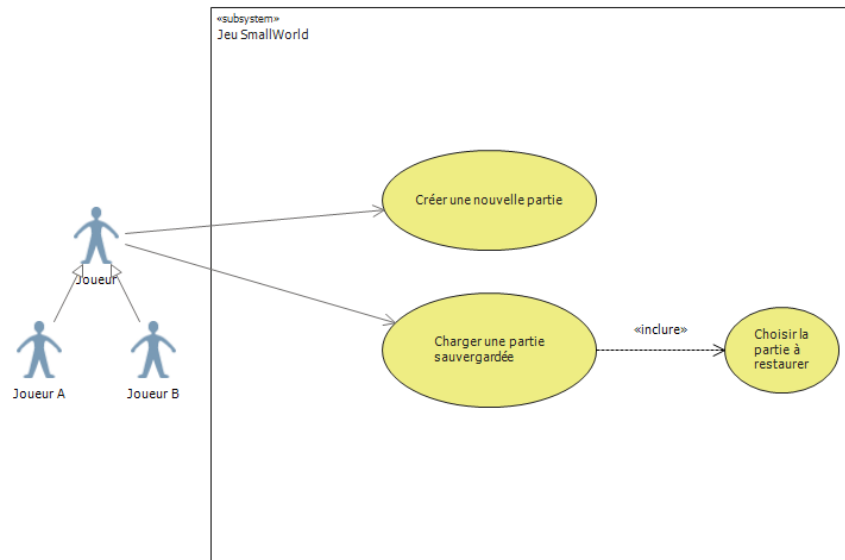 «subsystem»
Jeu SmallWorld
Créer une nouvelle partie
Joueur
Charger une partie
sauvergardée
«inclure»
Choisir la
partie à
restaurer
Joueur A
Joueur B